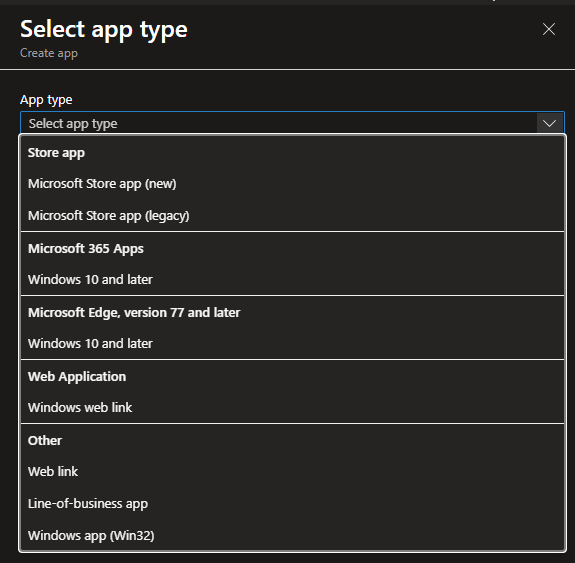 Select app type
Create app
App type
Select app type
Store app
Microsoft Store app (new)
Microsoft Store app (legacy)
Microsoft 365 Apps
Windows 10 and later
Microsoft Edge, version 77 and later
Windows 10 and later
Web Application
Windows web link
Other
Web link
Line-of-business app
Windows app (Win32)